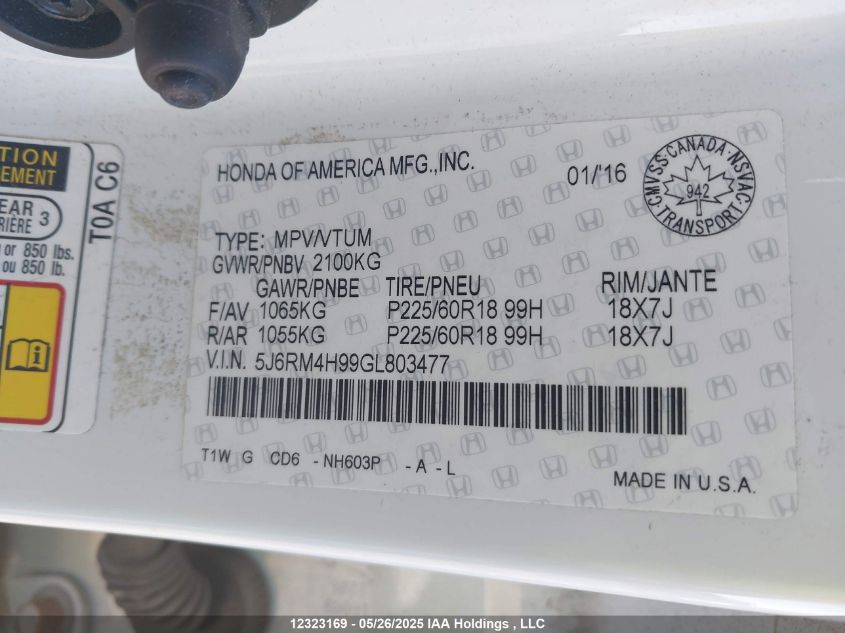 TION
EMENT
EAR 3
RIÈRE
or 850 lbs.
ou 850 lb.
T0A C6
HONDA OF AMERICA MFG.,INC.
01/'16
CMVSS CANADA NSVAC
942
TRANSPORT
TYPE: MPV/VTUM
GVWR/PNBV 2100KG
GAWR/PNBE TIRE/PNEU RIM/JANTE
F/AV 1065KG P225/60R18 99H 18X7J
R/AR 1055KG P225/60R18 99H 18X7J
V.I.N. 5J6RM4H99GL803477
T1W G CD6 - NH603P - A - L
MADE IN U.S.A.
12323169 - 05/26/2025 IAA Holdings , LLC